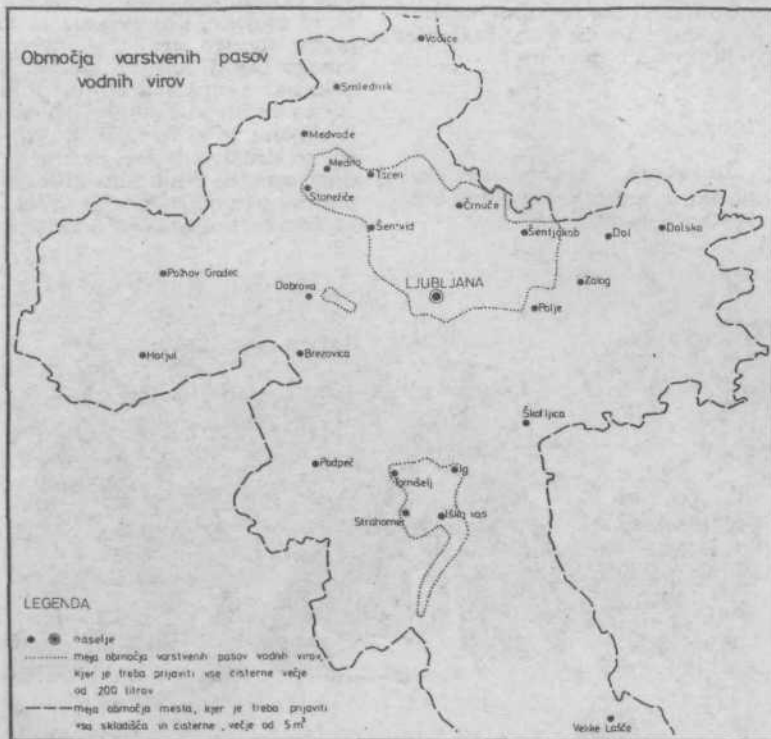 Območja varstvenih pasov
vodnih virov
Vodice
Smlednik
Medvode
Medno
Tacen
Stanežiče
Črnuče
Šentvid
Šentjakob
Dol
Dolsko
Polhov Gradec
Dobrova
LJUBLJANA
Zalog
Polje
Horjul
Brezovica
Škofljica
Podpeč
Tomišelj
Ig
Strahomer
Iška vas
LEGENDA
naselje
meja območja varstvenih pasov vodnih virov,
kjer je treba prijaviti vse cisterne večje
od 200 litrov
meja območja mesta, kjer je treba prijaviti
vsa skladišča in cisterne, večje od 5 m³
Velike Lašče